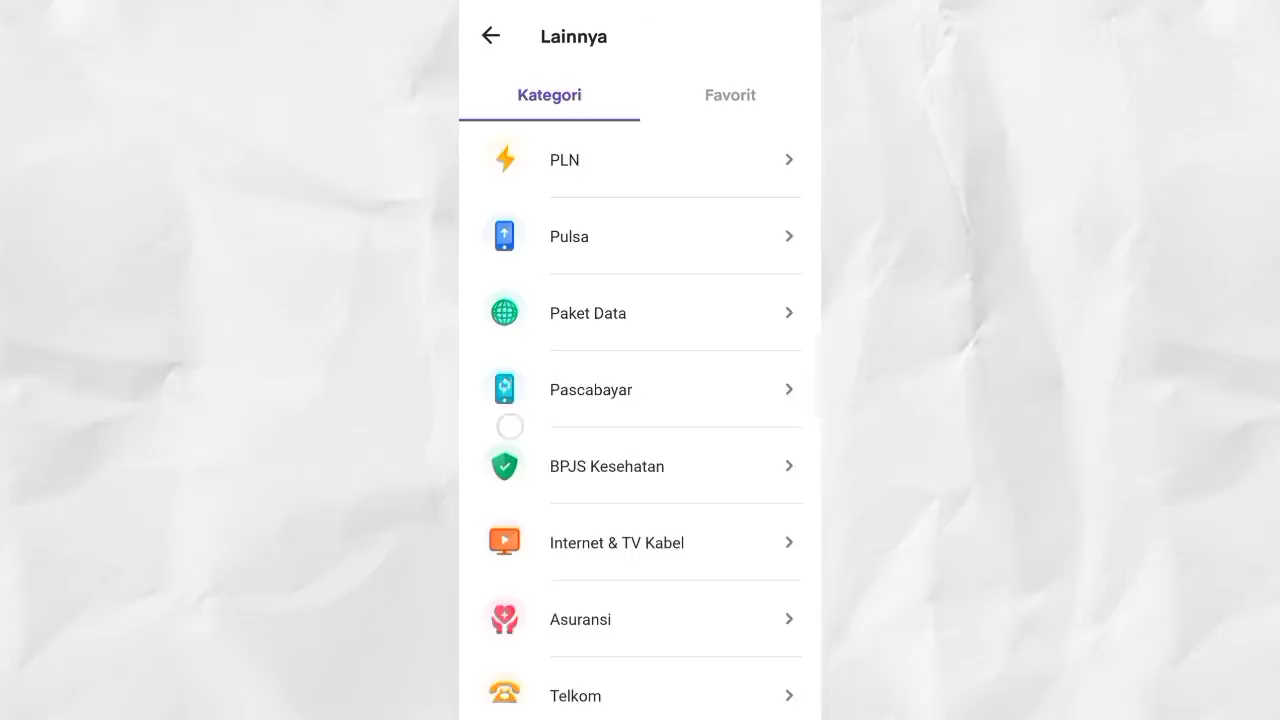 Lainnya
Kategori
Favorit
PLN
Pulsa
Paket Data
Pascabayar
BPJS Kesehatan
Internet & TV Kabel
Asuransi
Telkom